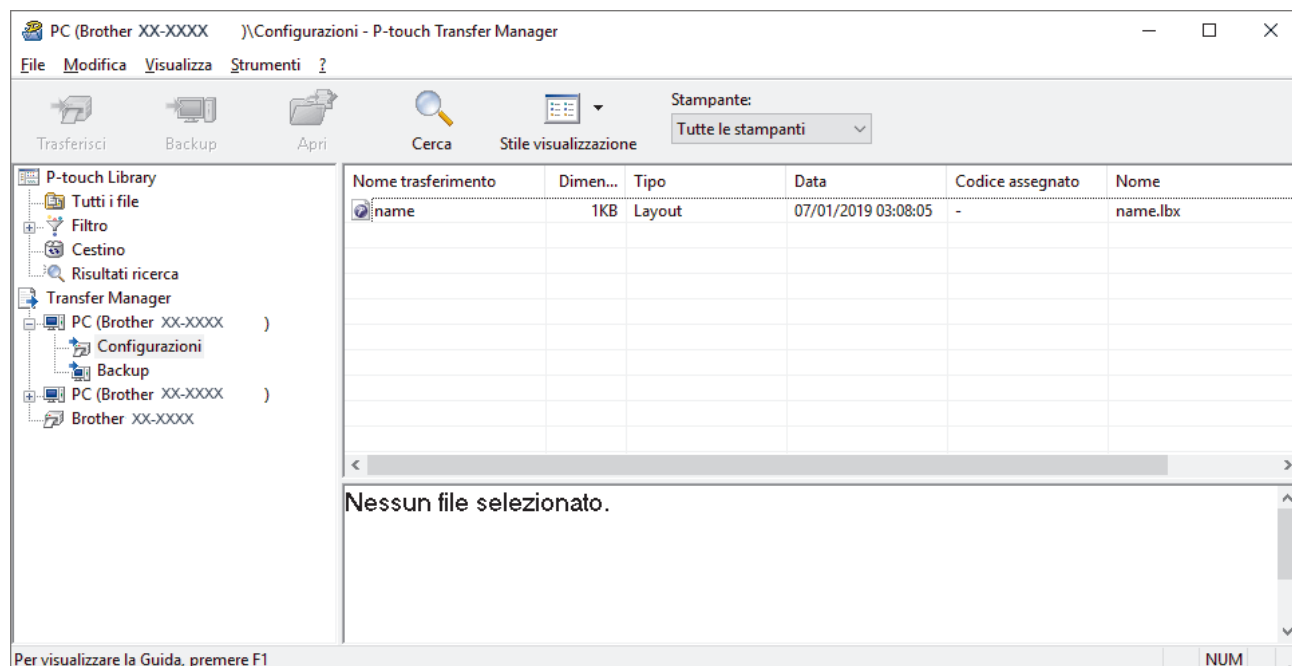 PC (Brother XX-XXXX )\Configurazioni - P-touch Transfer Manager
File Modifica Visualizza Strumenti ?
Trasferisci Backup Apri Cerca Stile visualizzazione
Stampante:
Tutte le stampanti
P-touch Library
Tutti i file
Filtro
Cestino
Risultati ricerca
Transfer Manager
PC (Brother XX-XXXX )
Configurazioni
Backup
PC (Brother XX-XXXX )
Brother XX-XXXX
Nome trasferimento Dimen... Tipo Data Codice assegnato Nome
name 1KB Layout 07/01/2019 03:08:05 - name.lbx
Nessun file selezionato.
Per visualizzare la Guida, premere F1 NUM